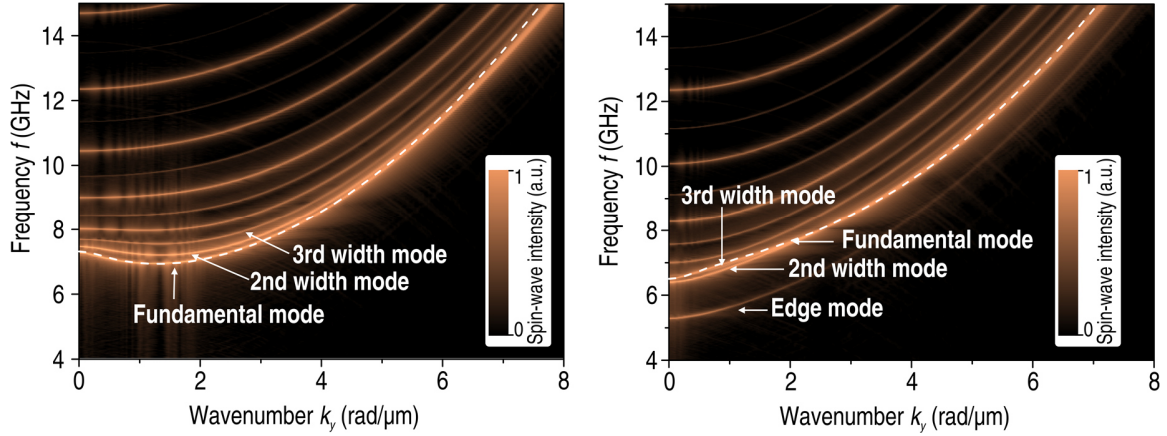 14
12
10
8
6
4
0
2
4
6
8
Frequency f (GHz)
Wavenumber ky (rad/µm)
3rd width mode
2nd width mode
Fundamental mode
1
0
Spin-wave intensity (a.u.)
14
12
10
8
6
4
0
2
4
6
8
Frequency f (GHz)
Wavenumber ky (rad/µm)
3rd width mode
Fundamental mode
2nd width mode
Edge mode
1
0
Spin-wave intensity (a.u.)